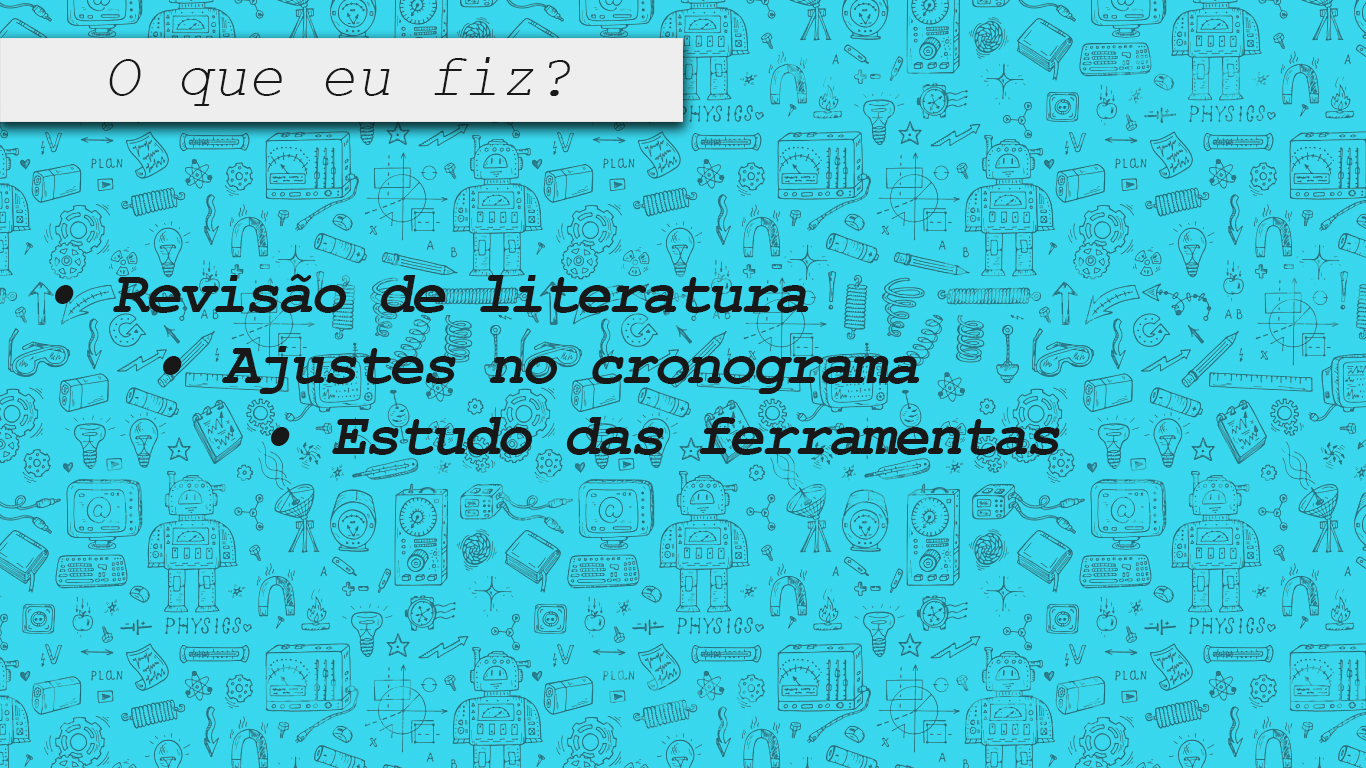 O que eu fiz?
• Revisão de literatura
• Ajustes no cronograma
• Estudo das ferramentas